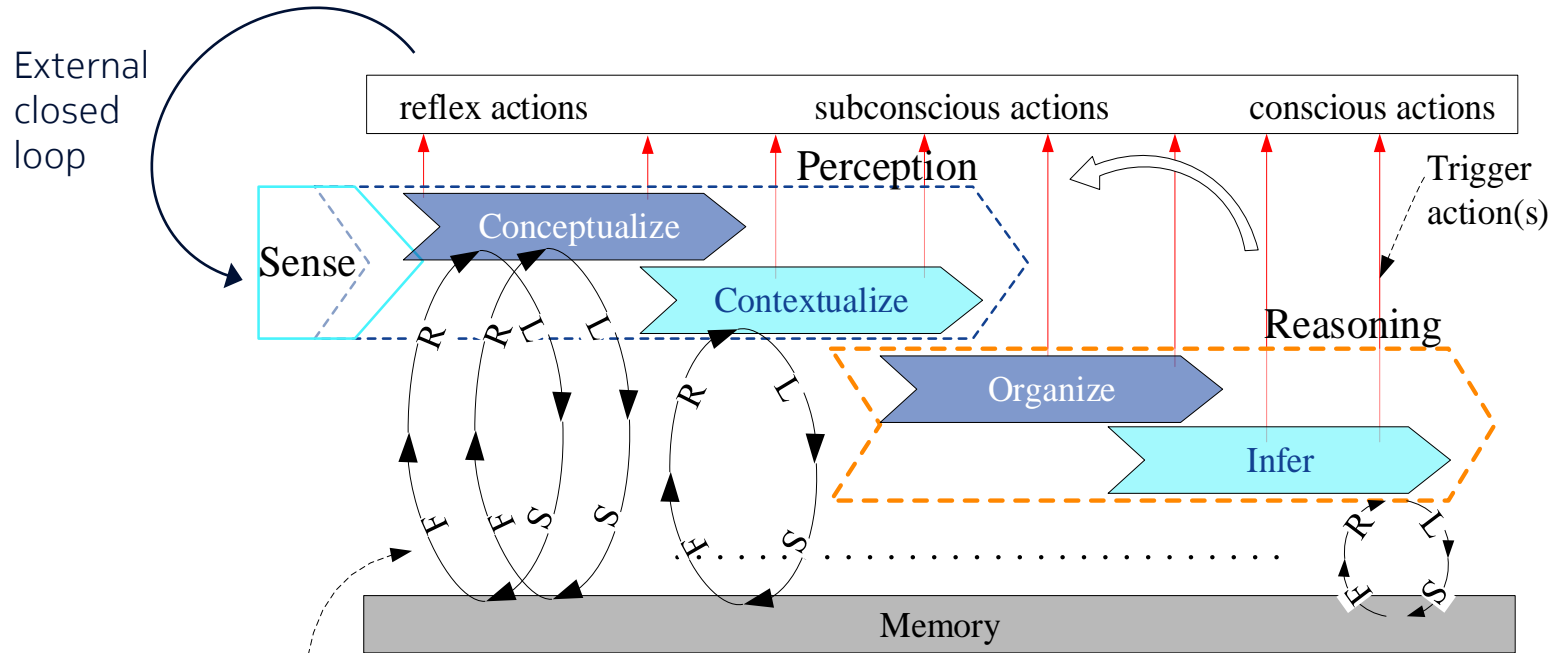 External
closed
loop
reflex actions
subconscious actions
conscious actions
Perception
Trigger
action(s)
Conceptualize
Sense
Contextualize
Reasoning
Organize
Infer
R
L
R
L
R
L
F
S
F
S
F
S
R
L
F
S
Memory